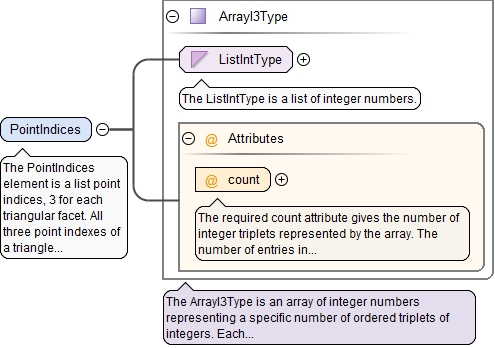 ArrayI3Type
ListIntType
The ListIntType is a list of integer numbers.
PointIndices
The PointIndices
element is a list point
indices, 3 for each
triangular facet. All
three point indexes of
a triangle...
@ Attributes
@ count
The required count attribute gives the number of
integer triplets represented by the array. The
number of entries in...
The ArrayI3Type is an array of integer numbers
representing a specific number of ordered triplets of
integers. Each...